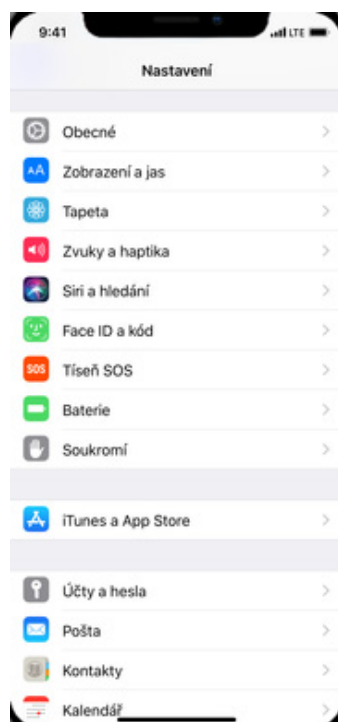 9:41
LTE
Nastavení
Obecné
AA
Zobrazení a jas
Tapeta
Zvuky a haptika
Siri a hledání
Face ID a kód
SOS
Tíseň SOS
Baterie
Soukromí
iTunes a App Store
Účty a hesla
Pošta
Kontakty
Kalendář